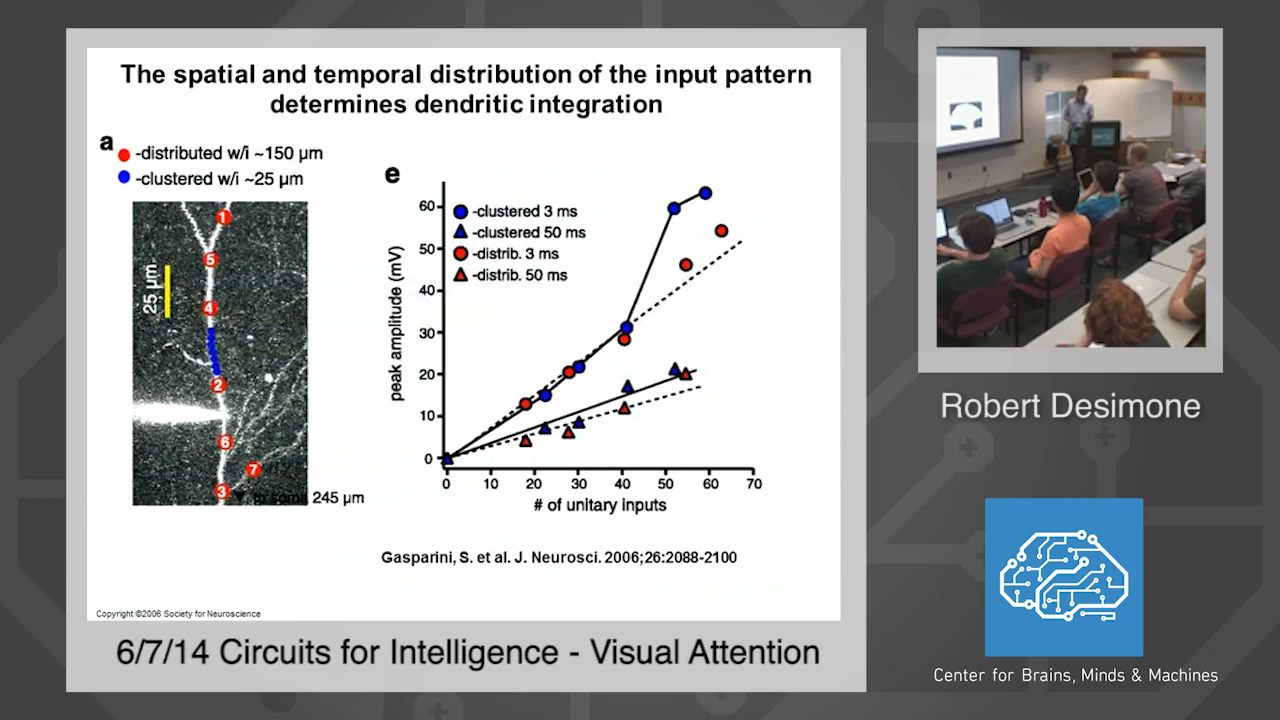 The spatial and temporal distribution of the input pattern
determines dendritic integration
a
-distributed w/i ~150 µm
-clustered w/i ~25 µm
1
5
4
25 µm
2
6
7
3
to soma 245 µm
e
-clustered 3 ms
-clustered 50 ms
-distrib. 3 ms
-distrib. 50 ms
peak amplitude (mV)
60
50
40
30
20
10
0
0 10 20 30 40 50 60 70
# of unitary inputs
Gasparini, S. et al. J. Neurosci. 2006;26:2088-2100
Copyright ©2006 Society for Neuroscience
6/7/14 Circuits for Intelligence - Visual Attention
Robert Desimone
Center for Brains, Minds & Machines